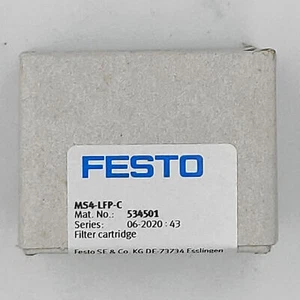 FESTO
MS4-LFP-C
Mat. No.: 534501
Series: 06-2020 : 43
Filter cartridge
Festo SE & Co. KG DE-73734 Esslingen